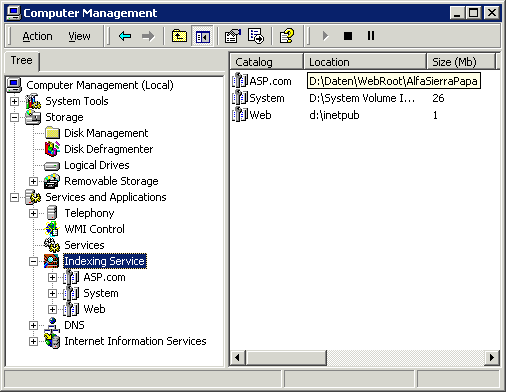 Computer Management
Action View
Tree
Computer Management (Local)
System Tools
Storage
Disk Management
Disk Defragmenter
Logical Drives
Removable Storage
Services and Applications
Telephony
WMI Control
Services
Indexing Service
ASP.com
System
Web
DNS
Internet Information Services
Catalog Location Size (Mb)
ASP.com D:\Daten\WebRoot\AlfaSierraPapa
System D:\System Volume I... 26
Web d:\inetpub 1